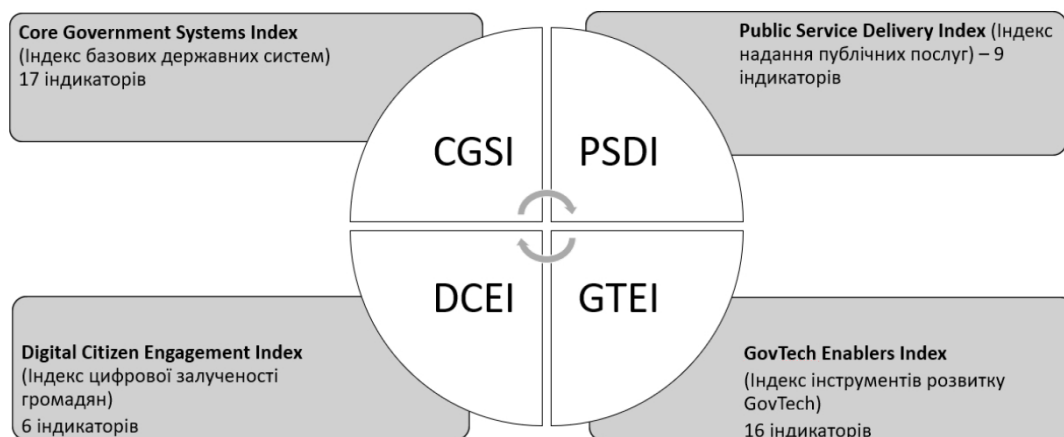 Core Government Systems Index
(Індекс базових державних систем)
17 індикаторів
Public Service Delivery Index (Індекс
надання публічних послуг) – 9
індикаторів
CGSI
PSDI
DCEI
GTEI
Digital Citizen Engagement Index
(Індекс цифрової залученості
громадян)
6 індикаторів
GovTech Enablers Index
(Індекс інструментів розвитку
GovTech)
16 індикаторів